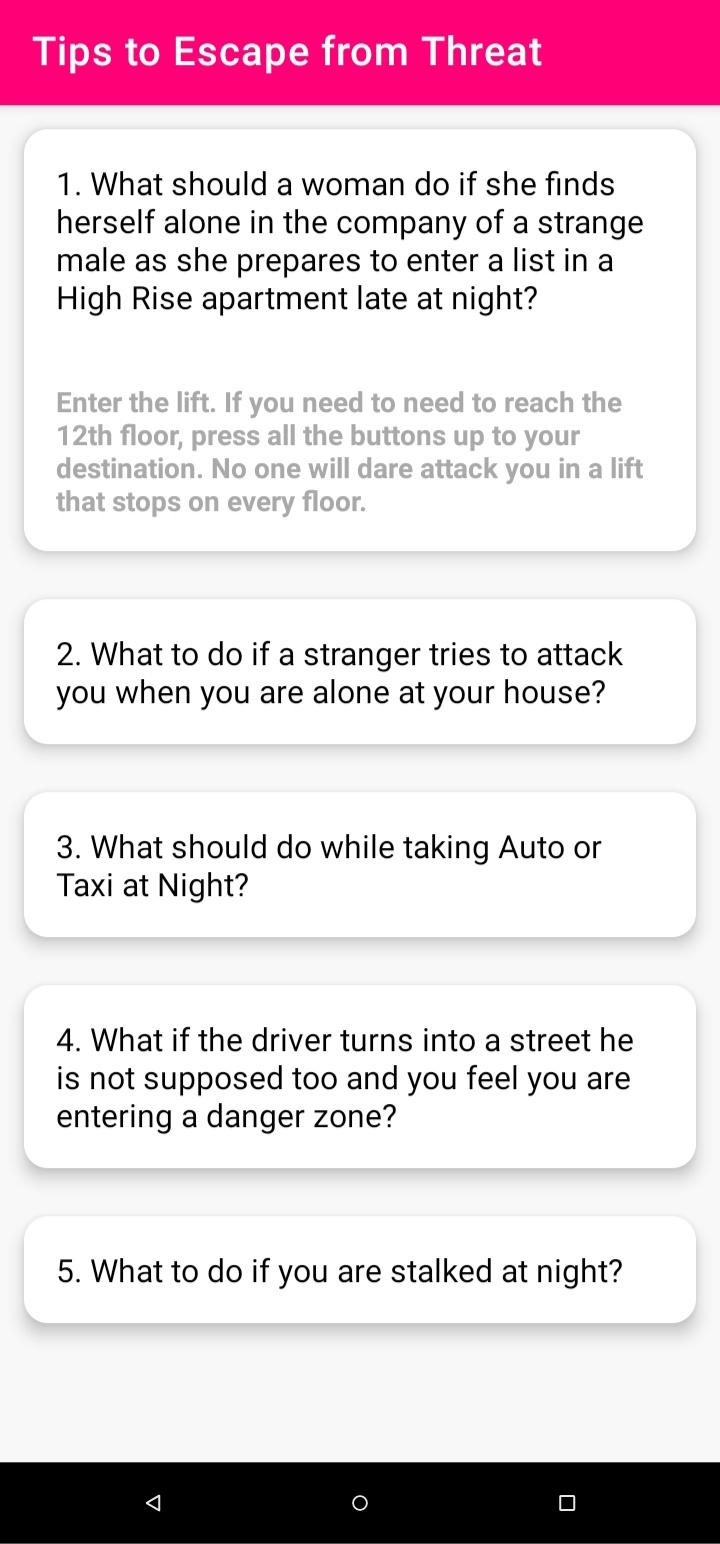 Tips to Escape from Threat
1. What should a woman do if she finds
herself alone in the company of a strange
male as she prepares to enter a list in a
High Rise apartment late at night?
Enter the lift. If you need to need to reach the
12th floor, press all the buttons up to your
destination. No one will dare attack you in a lift
that stops on every floor.
2. What to do if a stranger tries to attack
you when you are alone at your house?
3. What should do while taking Auto or
Taxi at Night?
4. What if the driver turns into a street he
is not supposed too and you feel you are
entering a danger zone?
5. What to do if you are stalked at night?